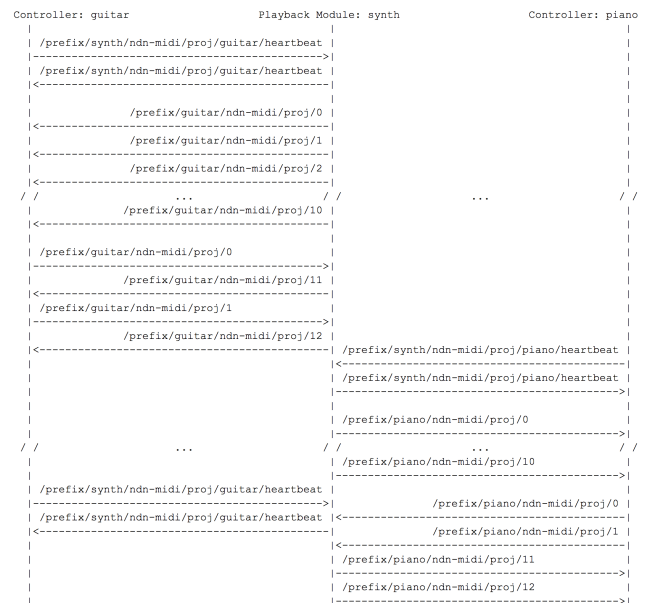 Controller: guitar Playback Module: synth Controller: piano
/prefix/synth/ndn-midi/proj/guitar/heartbeat
/prefix/synth/ndn-midi/proj/guitar/heartbeat
/prefix/guitar/ndn-midi/proj/0
/prefix/guitar/ndn-midi/proj/1
/prefix/guitar/ndn-midi/proj/2
... ...
/prefix/guitar/ndn-midi/proj/10
/prefix/guitar/ndn-midi/proj/0
/prefix/guitar/ndn-midi/proj/11
/prefix/guitar/ndn-midi/proj/1
/prefix/guitar/ndn-midi/proj/12
/prefix/synth/ndn-midi/proj/piano/heartbeat
/prefix/synth/ndn-midi/proj/piano/heartbeat
/prefix/piano/ndn-midi/proj/0
... ...
/prefix/piano/ndn-midi/proj/10
/prefix/synth/ndn-midi/proj/guitar/heartbeat
/prefix/piano/ndn-midi/proj/0
/prefix/synth/ndn-midi/proj/guitar/heartbeat
/prefix/piano/ndn-midi/proj/1
/prefix/piano/ndn-midi/proj/11
/prefix/piano/ndn-midi/proj/12